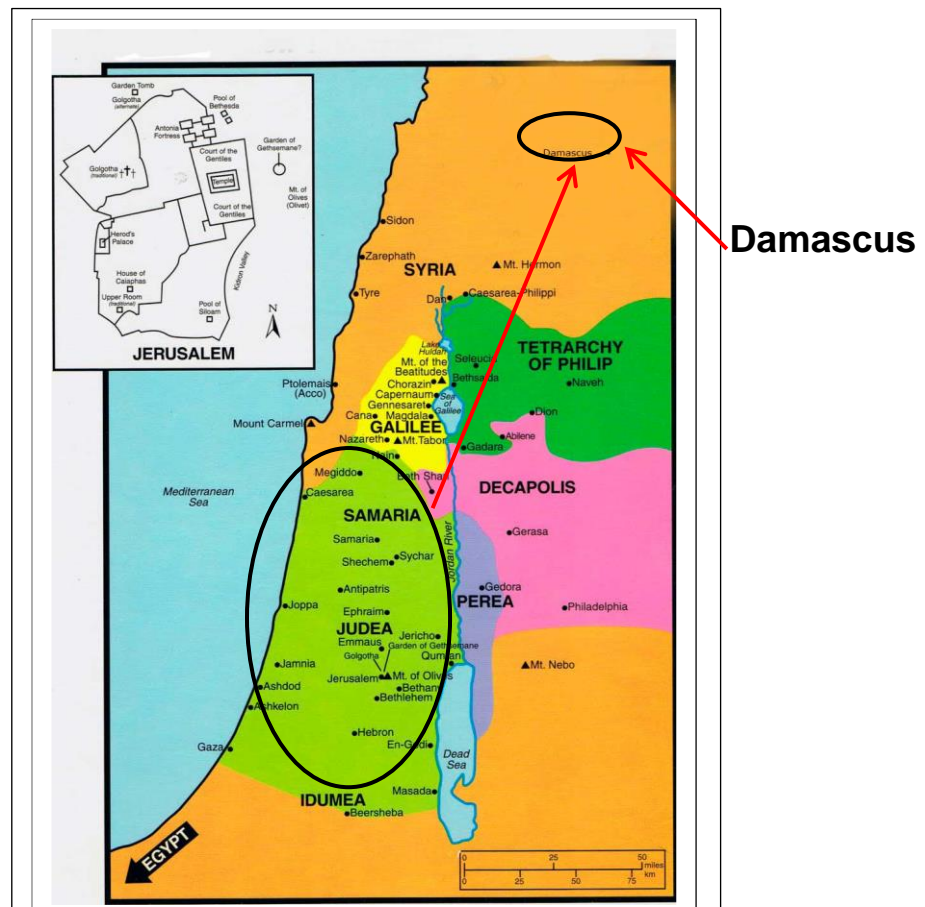 Garden Tomb
Golgotha
(alternate)
Pool of
Bethesda
Antonia
Fortress
Court of the
Gentiles
Garden of
Gethsemane?
Golgotha
(traditional)
Temple
Mt. of
Olives
(Olivet)
Court of the
Gentiles
Herod's
Palace
House of
Caiaphas
Upper Room
(traditional)
Pool of
Siloam
Kidron Valley
N
JERUSALEM
Damascus
Damascus
Sidon
Zarephath
SYRIA
Mt. Hermon
Tyre
Dan
Caesarea-Philippi
Lake
Huldah
Seleucia
TETRARCHY
OF PHILIP
Mt. of the
Beatitudes
Ptolemais
(Acco)
Chorazin
Bethsaida
Naveh
Capernaum
Gennesaret
Sea
of
Galilee
Cana
Magdala
Dion
Mount Carmel
GALILEE
Abilene
Nazareth
Mt.Tabor
Gadara
Nain
Megiddo
Beth Shan
DECAPOLIS
Mediterranean
Sea
Caesarea
SAMARIA
Samaria
Gerasa
Sychar
Shechem
Jordan River
Antipatris
Gedora
Joppa
Ephraim
PEREA
Philadelphia
JUDEA
Jericho
Emmaus
Garden of Gethsemane
Golgotha
Qumran
Jamnia
Mt. Nebo
Jerusalem
Mt. of Olives
Ashdod
Bethany
Bethlehem
Ashkelon
Hebron
Gaza
En-Gedi
Dead
Sea
Masada
IDUMEA
Beersheba
EGYPT
0 25 50
miles
km
0 25 50 75